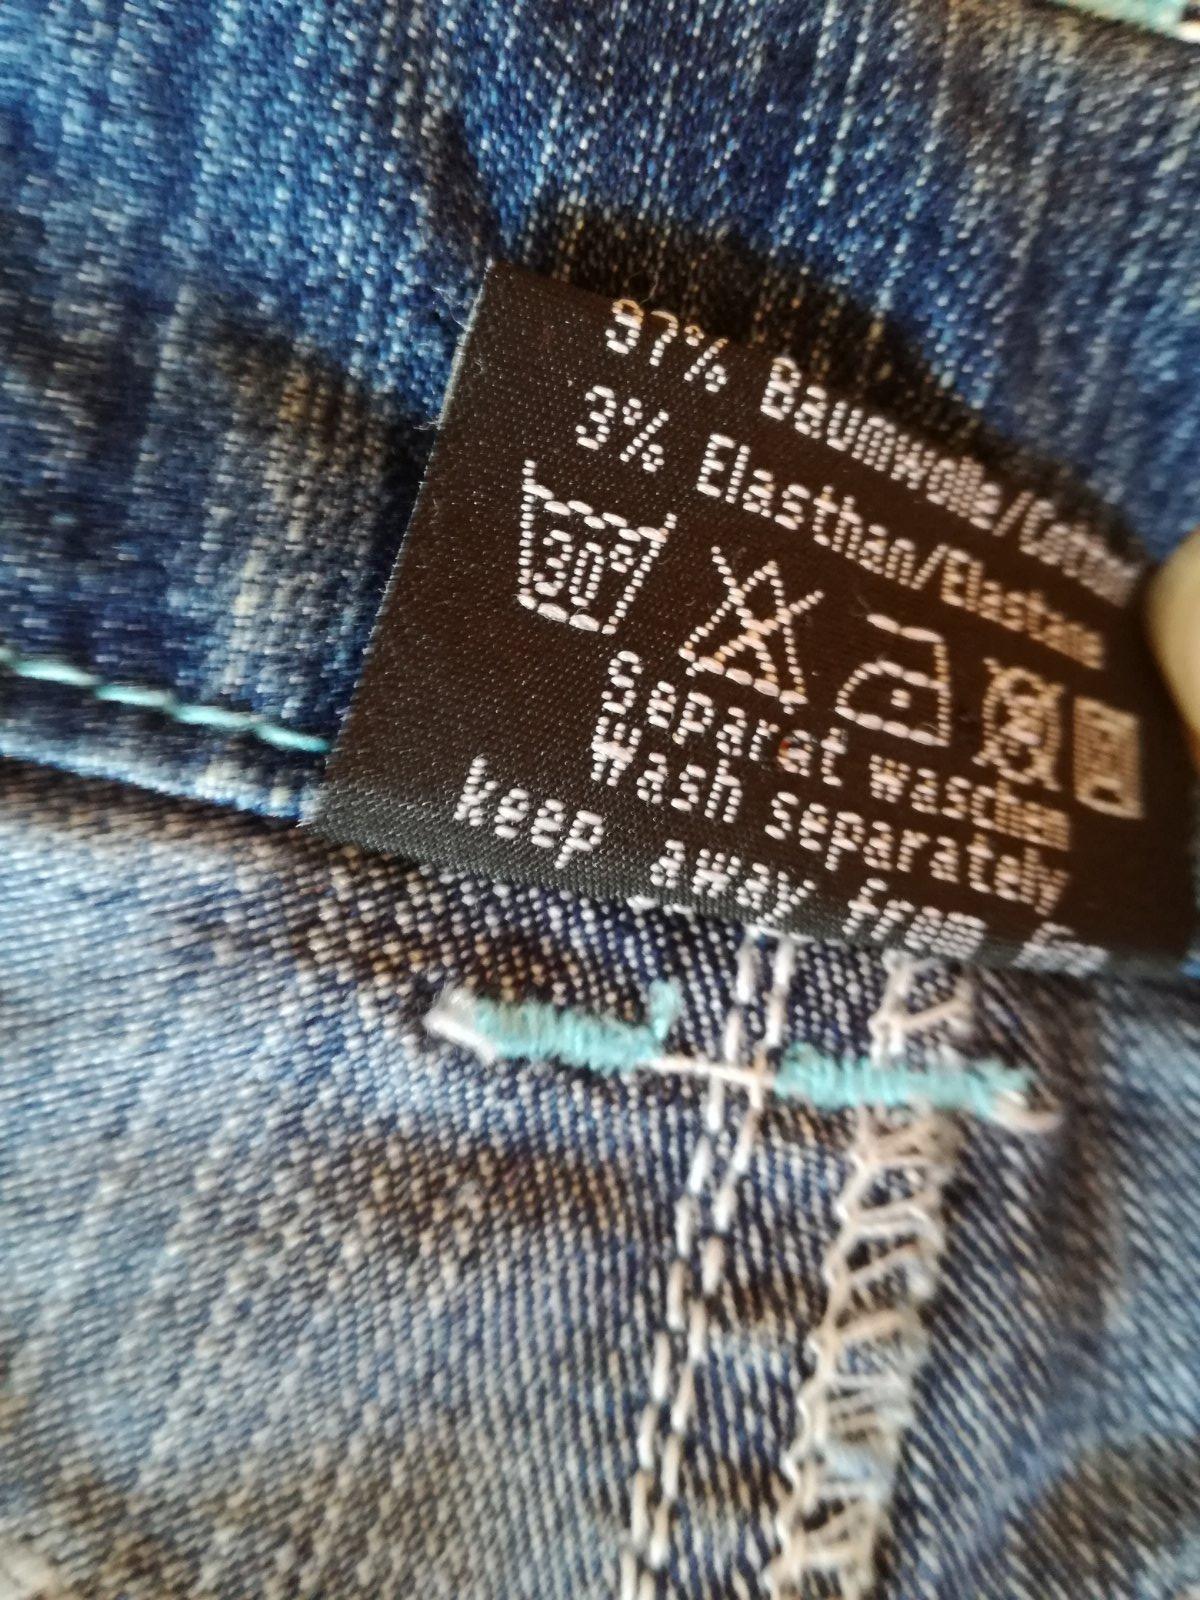 97% Baumwolle/Cotton
3% Elasthan/Elastane
30°
Separat waschen
Wash separately
keep away from